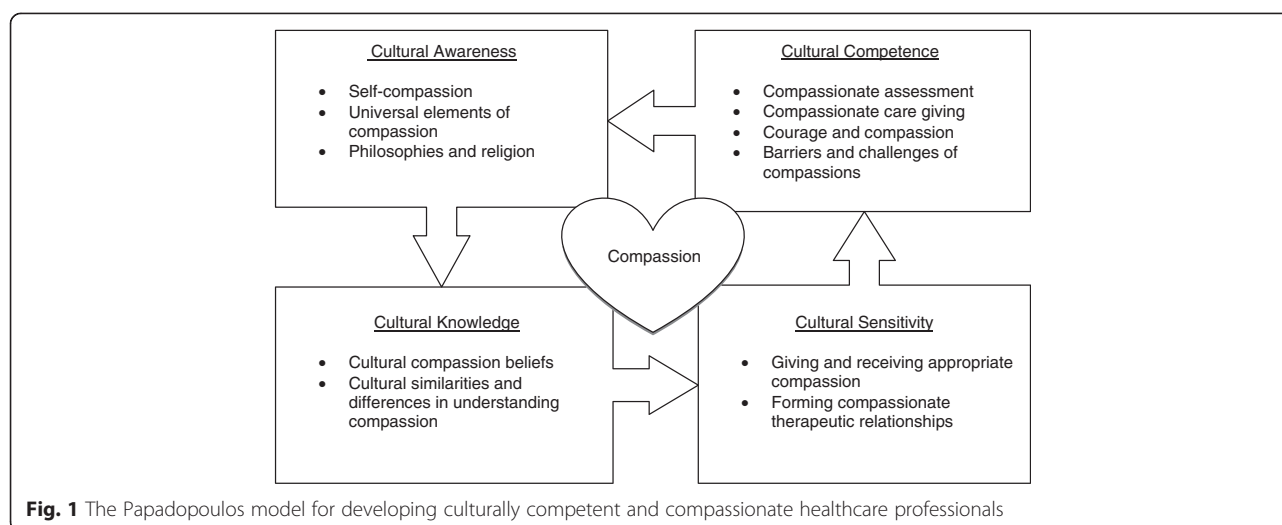 Cultural Awareness
• Self-compassion
• Universal elements of
compassion
• Philosophies and religion
Cultural Competence
• Compassionate assessment
• Compassionate care giving
• Courage and compassion
• Barriers and challenges of
compassions
Compassion
Cultural Knowledge
• Cultural compassion beliefs
• Cultural similarities and
differences in understanding
compassion
Cultural Sensitivity
• Giving and receiving appropriate
compassion
• Forming compassionate
therapeutic relationships
Fig. 1 The Papadopoulos model for developing culturally competent and compassionate healthcare professionals